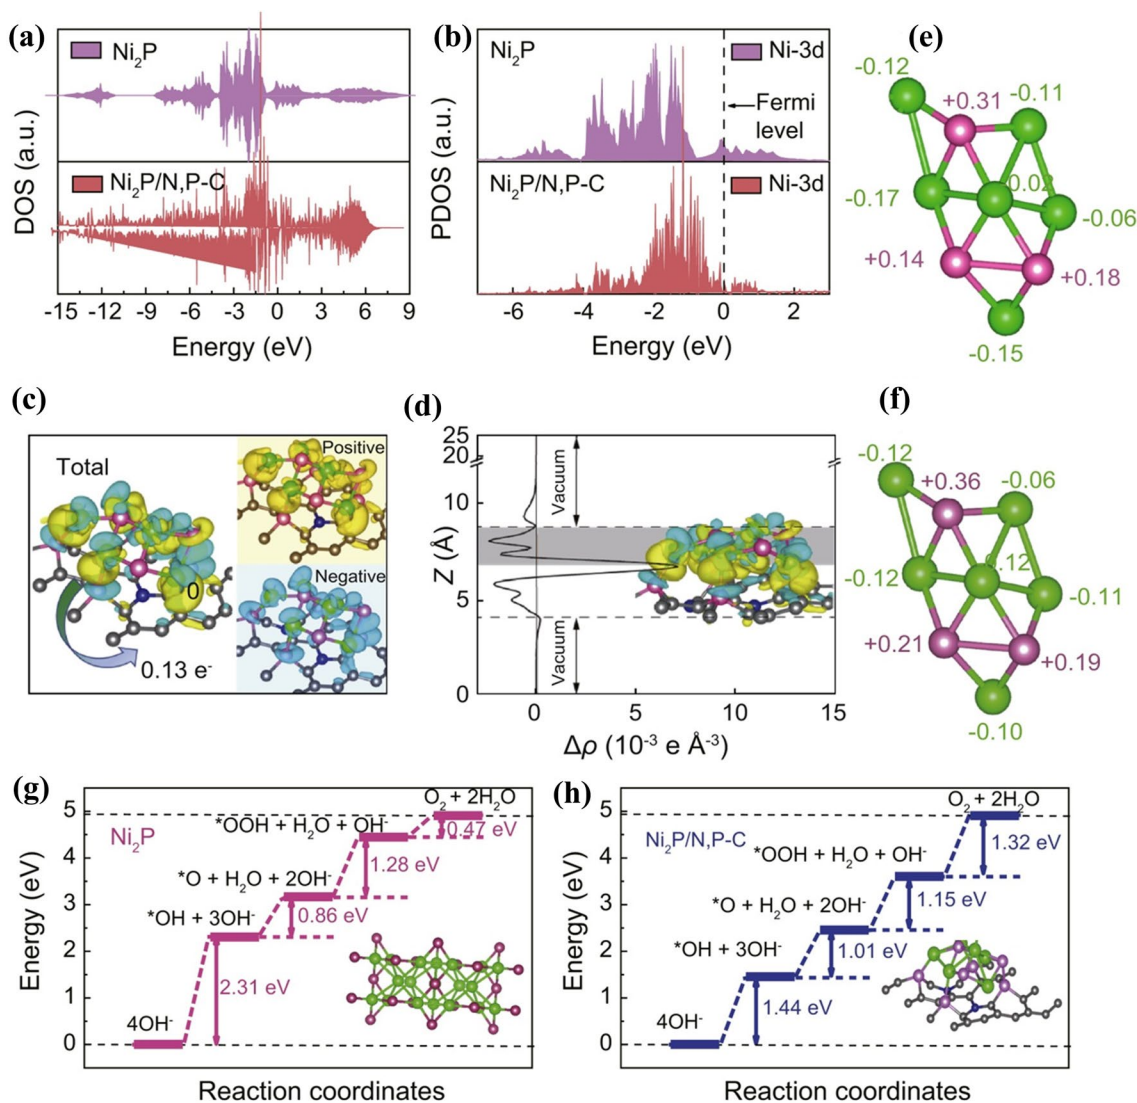 (a)
Ni2P
Ni2P/N,P-C
DOS (a.u.)
-15 -12 -9 -6 -3 0 3 6 9
Energy (eV)
(b)
Ni2P
Ni-3d
Fermi
level
Ni2P/N,P-C
Ni-3d
PDOS (a.u.)
-6 -4 -2 0 2
Energy (eV)
(e)
-0.12
+0.31
-0.11
-0.17
0.02
-0.06
+0.14
+0.18
-0.15
(c)
Total
Positive
Negative
0
0.13 e-
(d)
25
20
10
5
0
Z (Å)
Vacuum
Vacuum
0 5 10 15
Δρ (10-3 e Å-3)
(f)
-0.12
+0.36
-0.06
-0.12
0.12
-0.11
+0.21
+0.19
-0.10
(g)
5
4
3
2
1
0
Energy (eV)
Ni2P
O2 + 2H2O
*OOH + H2O + OH-
0.47 eV
1.28 eV
*O + H2O + 2OH-
0.86 eV
*OH + 3OH-
2.31 eV
4OH-
Reaction coordinates
(h)
5
4
3
2
1
0
Energy (eV)
Ni2P/N,P-C
O2 + 2H2O
1.32 eV
*OOH + H2O + OH-
1.15 eV
*O + H2O + 2OH-
1.01 eV
*OH + 3OH-
1.44 eV
4OH-
Reaction coordinates